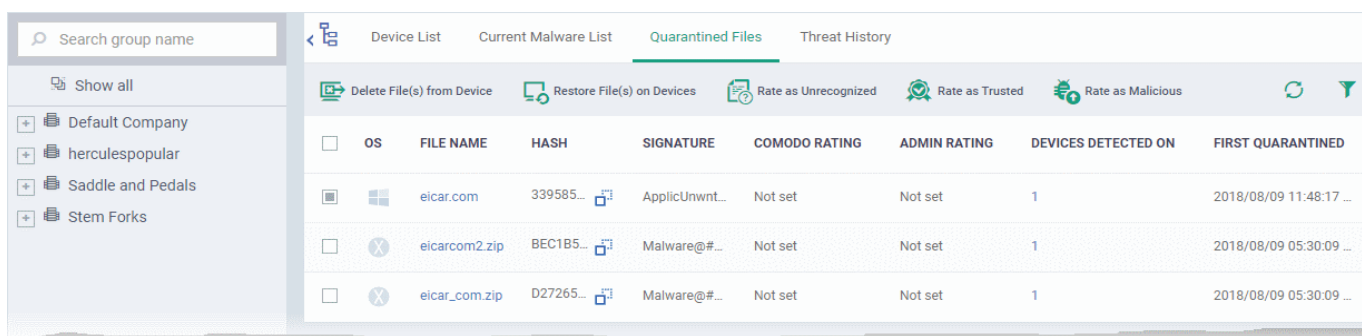 Search group name
Show all
Default Company
herculespopular
Saddle and Pedals
Stem Forks
Device List Current Malware List Quarantined Files Threat History
Delete File(s) from Device Restore File(s) on Devices Rate as Unrecognized Rate as Trusted Rate as Malicious
OS FILE NAME HASH SIGNATURE COMODO RATING ADMIN RATING DEVICES DETECTED ON FIRST QUARANTINED
eicar.com 339585... ApplicUnwnt... Not set Not set 1 2018/08/09 11:48:17 ...
eicarcom2.zip BEC1B5... Malware@#... Not set Not set 1 2018/08/09 05:30:09 ...
eicar_com.zip D27265... Malware@#... Not set Not set 1 2018/08/09 05:30:09 ...